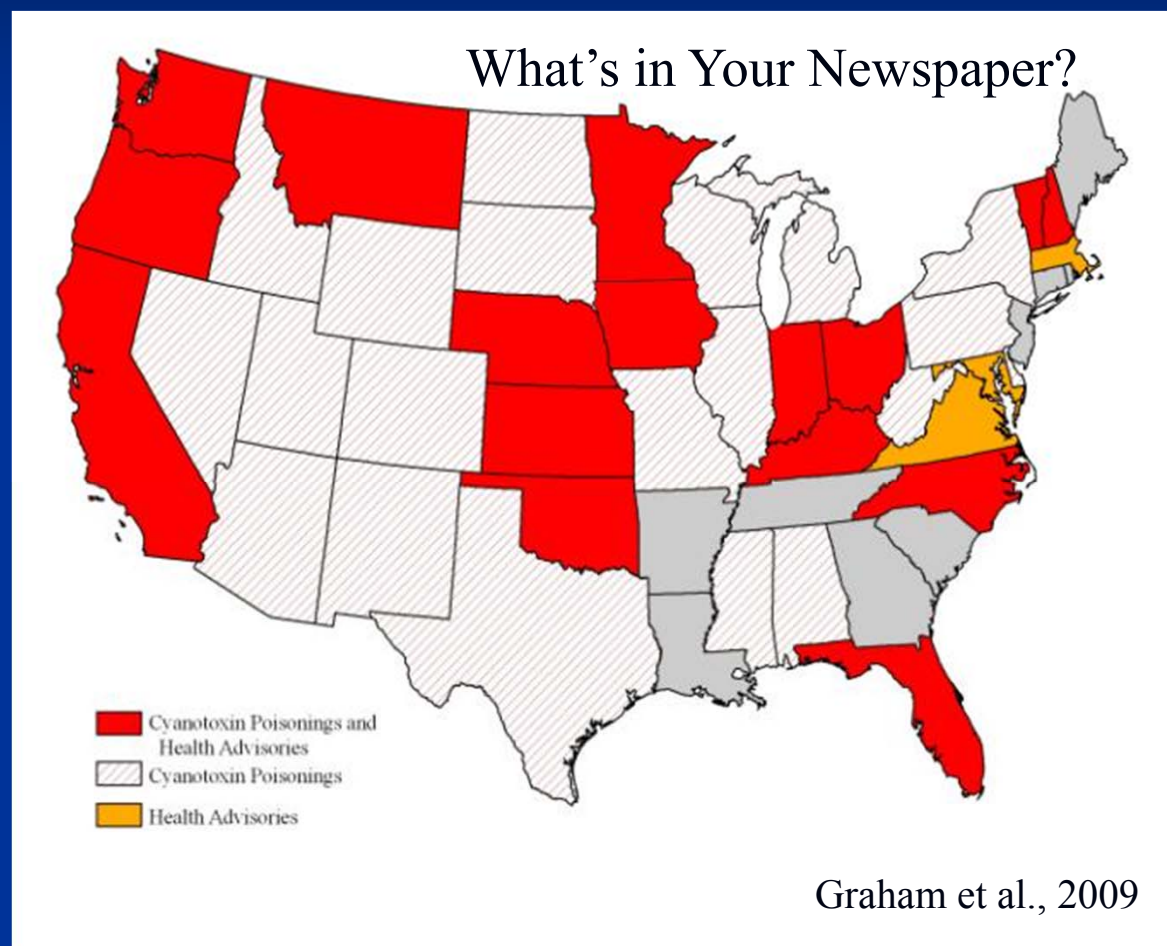 What’s in Your Newspaper?
Cyanotoxin Poisonings and
Health Advisories
Cyanotoxin Poisonings
Health Advisories
Graham et al., 2009